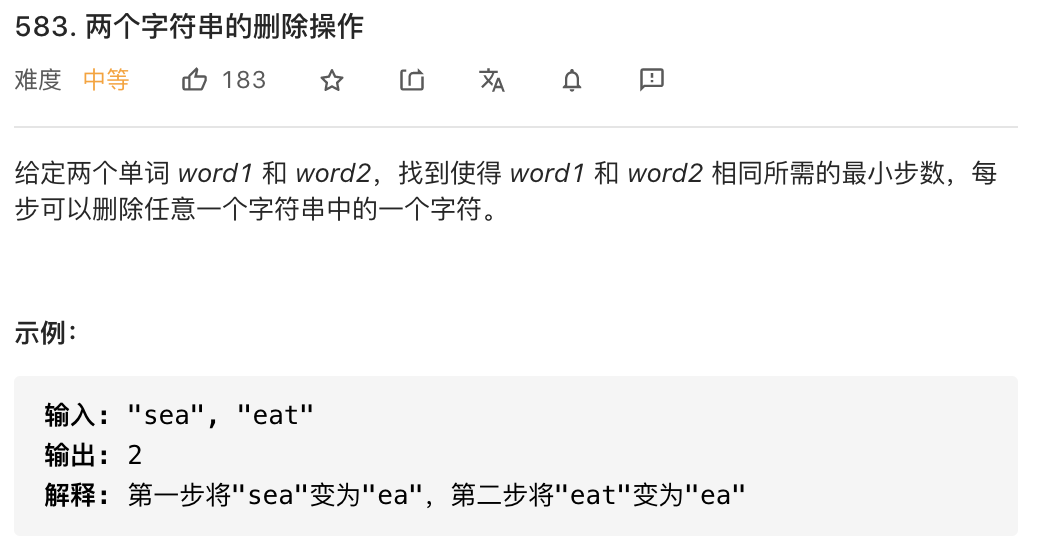 583. 两个字符串的删除操作
难度 中等 183
给定两个单词 word1 和 word2，找到使得 word1 和 word2 相同所需的最小步数，每
步可以删除任意一个字符串中的一个字符。
示例：
输入: "sea", "eat"
输出: 2
解释: 第一步将"sea"变为"ea"，第二步将"eat"变为"ea"